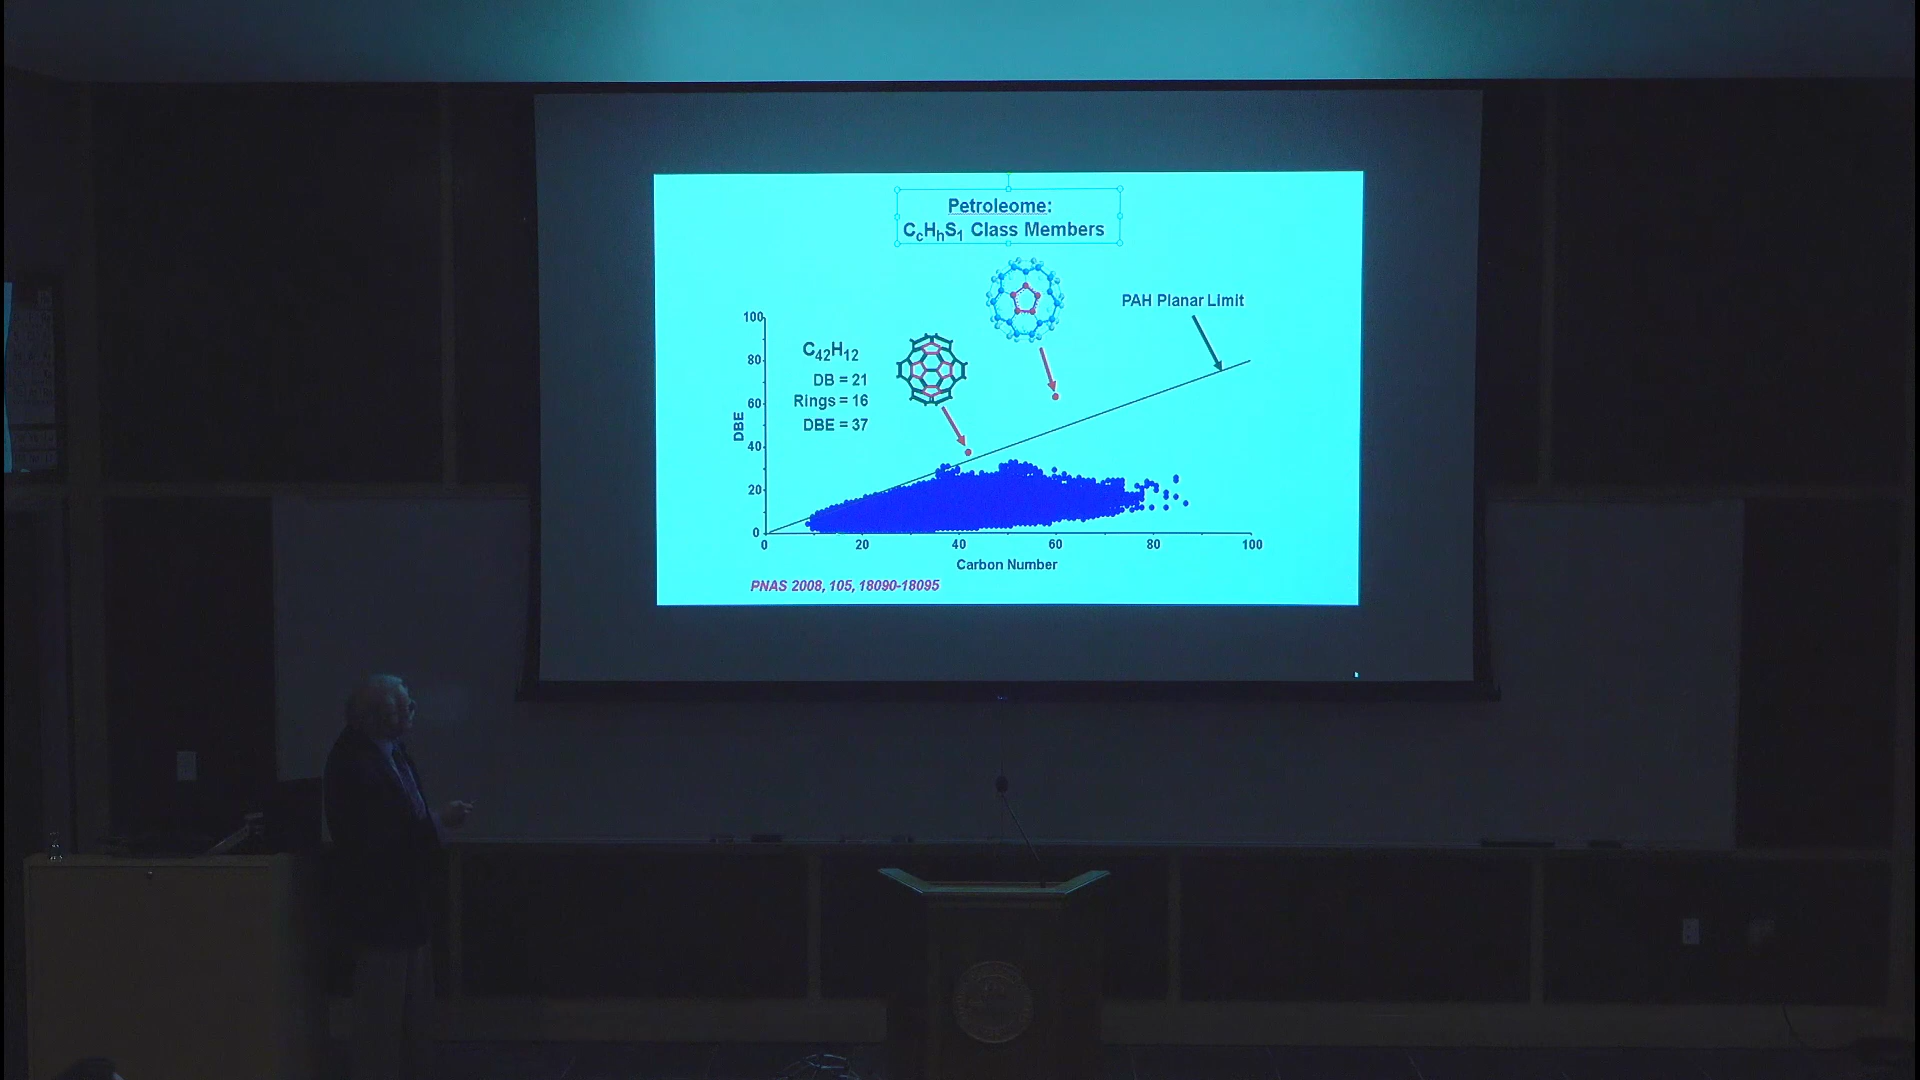 Petroleome:
CcHhS1 Class Members
PAH Planar Limit
C42H12
DB = 21
Rings = 16
DBE = 37
DBE
100
80
60
40
20
0
0 20 40 60 80 100
Carbon Number
PNAS 2008, 105, 18090-18095